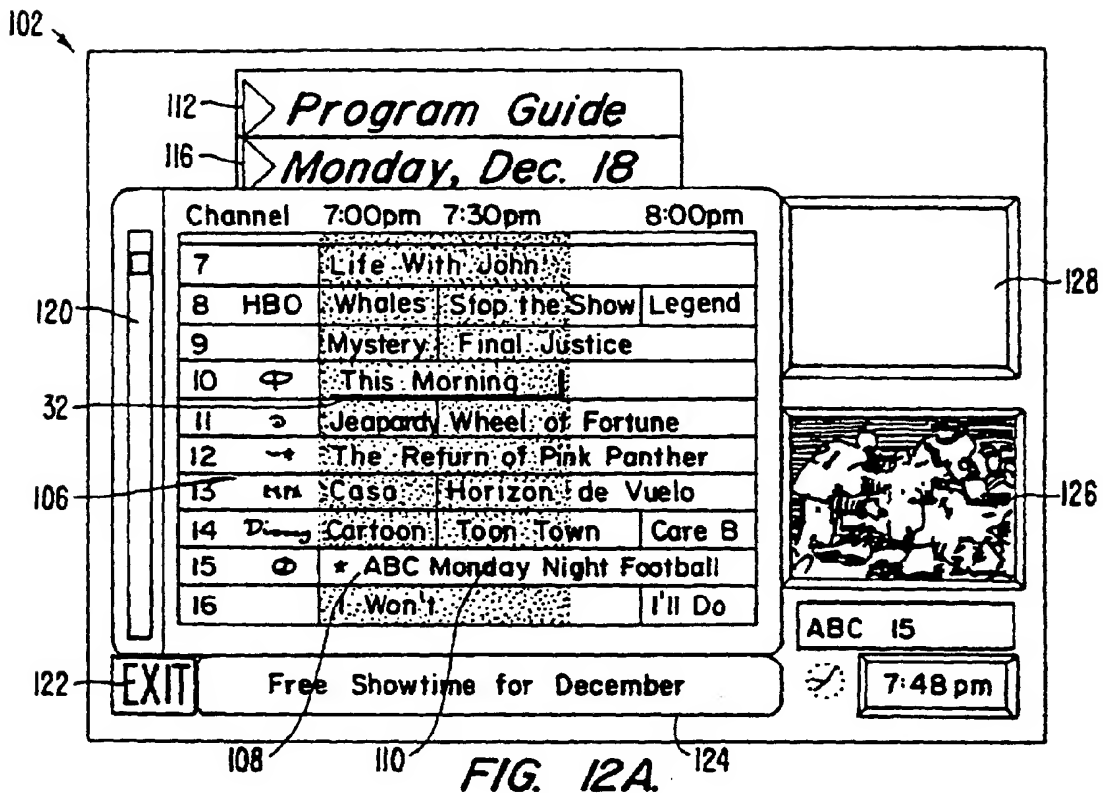 102
112 Program Guide
116 Monday, Dec. 18
Channel 7:00pm 7:30pm 8:00pm
7 Life With John
8 HBO Whales Stop the Show Legend
9 Mystery Final Justice
10 This Morning
32
11 Jeapardy Wheel of Fortune
12 The Return of Pink Panther
106
13 Casa Horizon de Vuelo
14 Disney Cartoon Toon Town Care B
15 * ABC Monday Night Football
16 I Won't I'll Do
120
128
126
ABC 15
122 EXIT Free Showtime for December 7:48 pm
108 110 124
FIG. 12A.